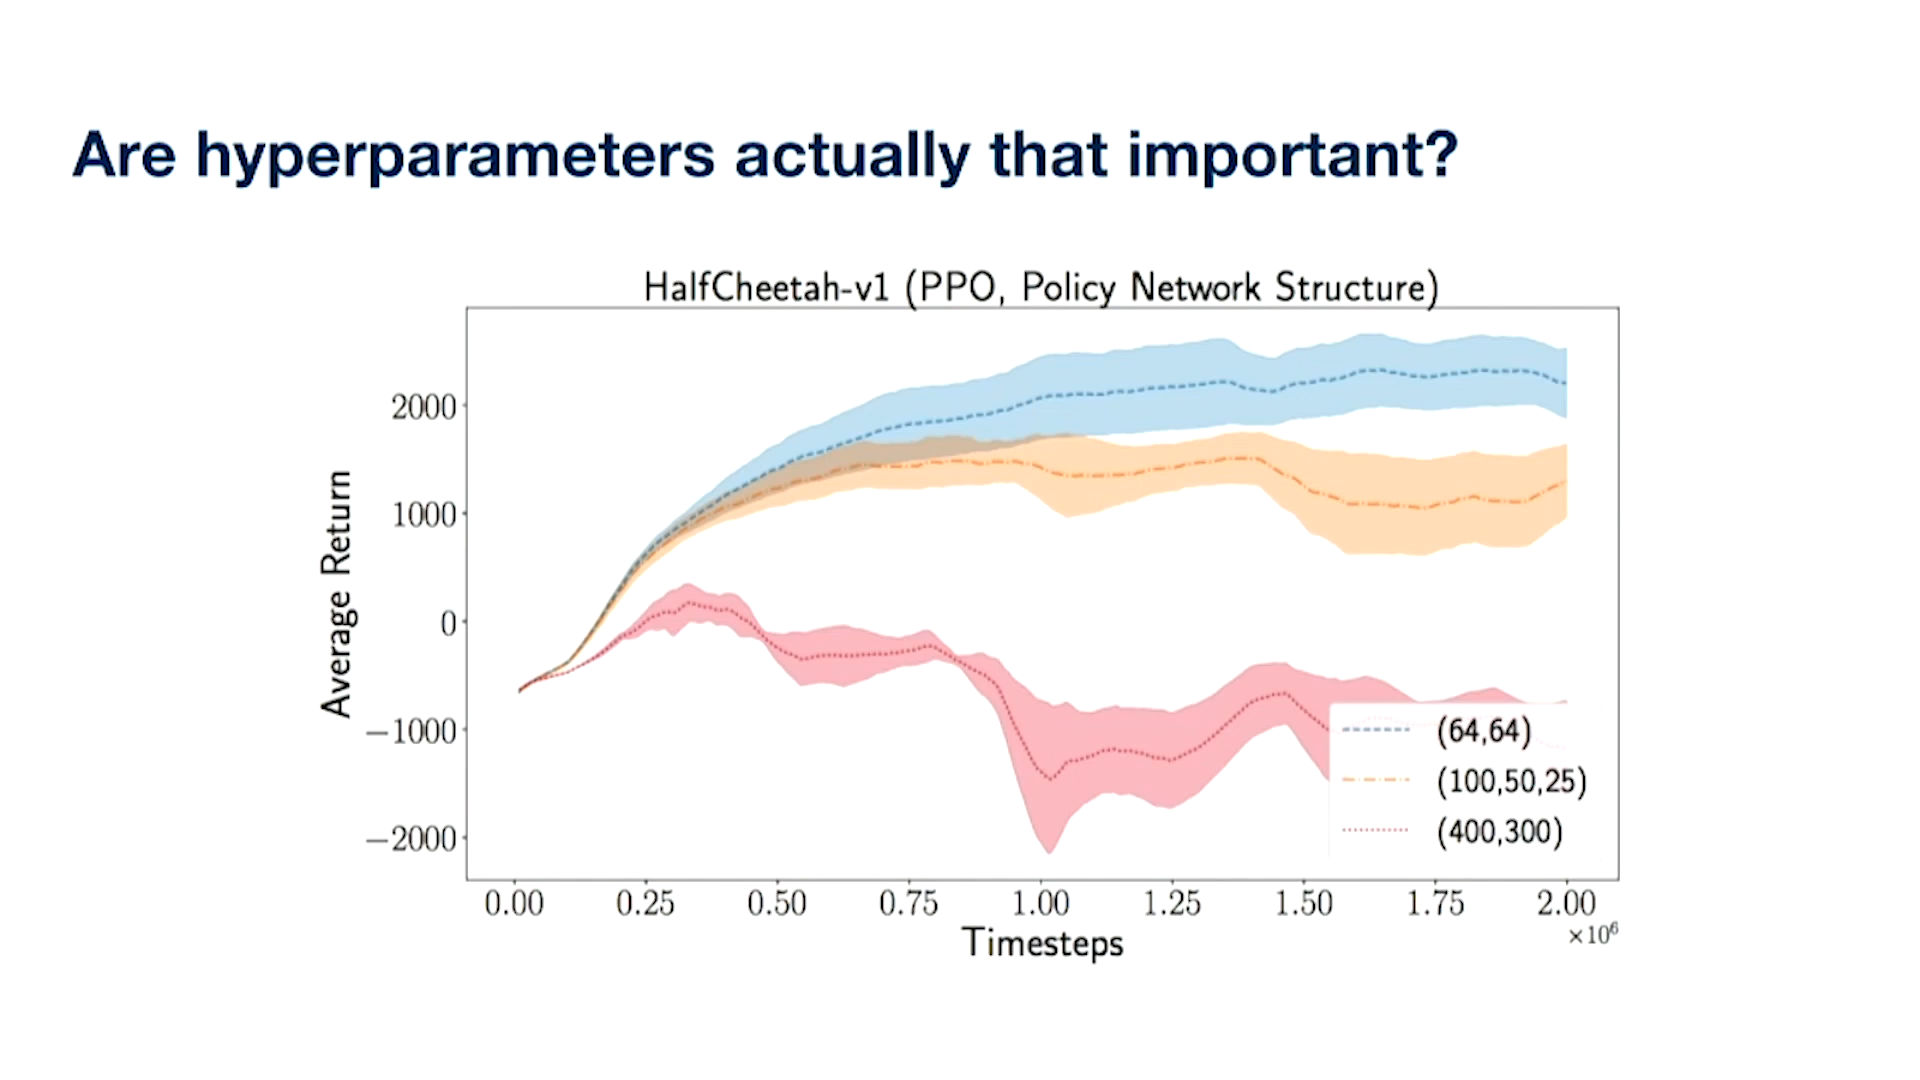 Are hyperparameters actually that important?
HalfCheetah-v1 (PPO, Policy Network Structure)
Average Return
2000
1000
0
−1000
−2000
(64,64)
(100,50,25)
(400,300)
0.00 0.25 0.50 0.75 1.00 1.25 1.50 1.75 2.00
×10⁶
Timesteps